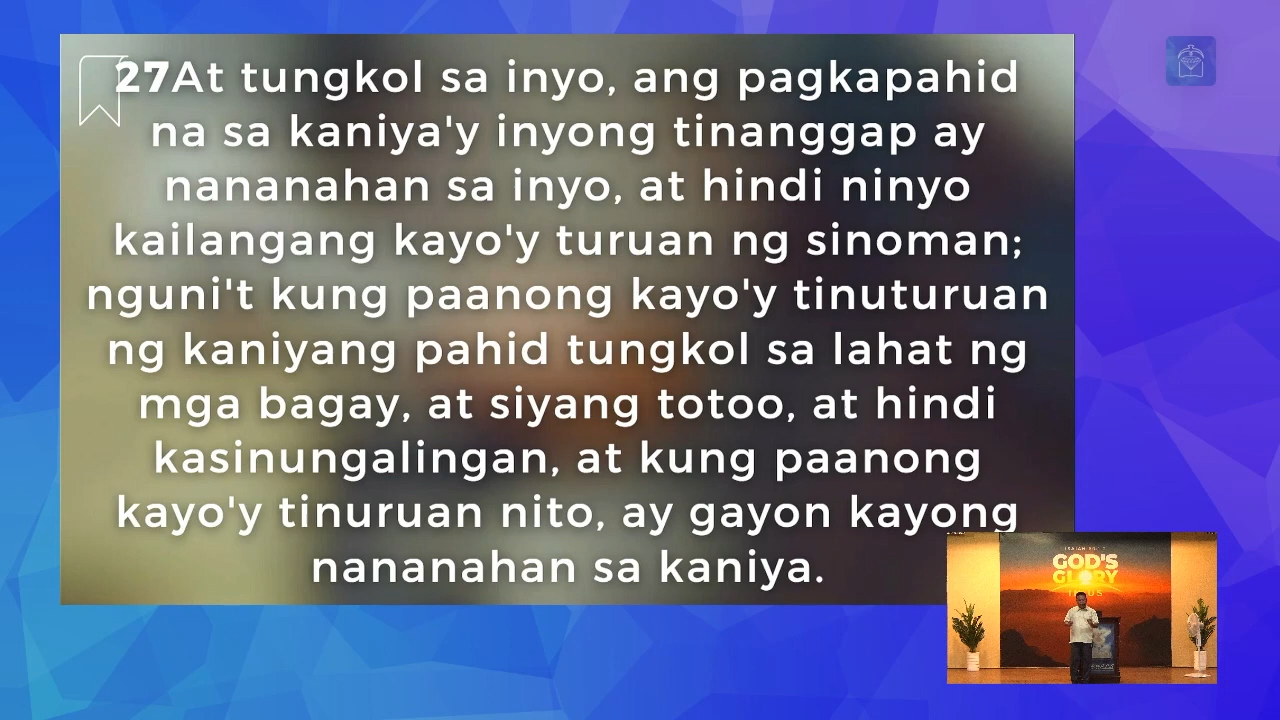 27At tungkol sa inyo, ang pagkapahid
na sa kaniya'y inyong tinanggap ay
nananahan sa inyo, at hindi ninyo
kailangang kayo'y turuan ng sinoman;
nguni't kung paanong kayo'y tinuturuan
ng kaniyang pahid tungkol sa lahat ng
mga bagay, at siyang totoo, at hindi
kasinungalingan, at kung paanong
kayo'y tinuruan nito, ay gayon kayong
nananahan sa kaniya.
GOD'S
GLORY